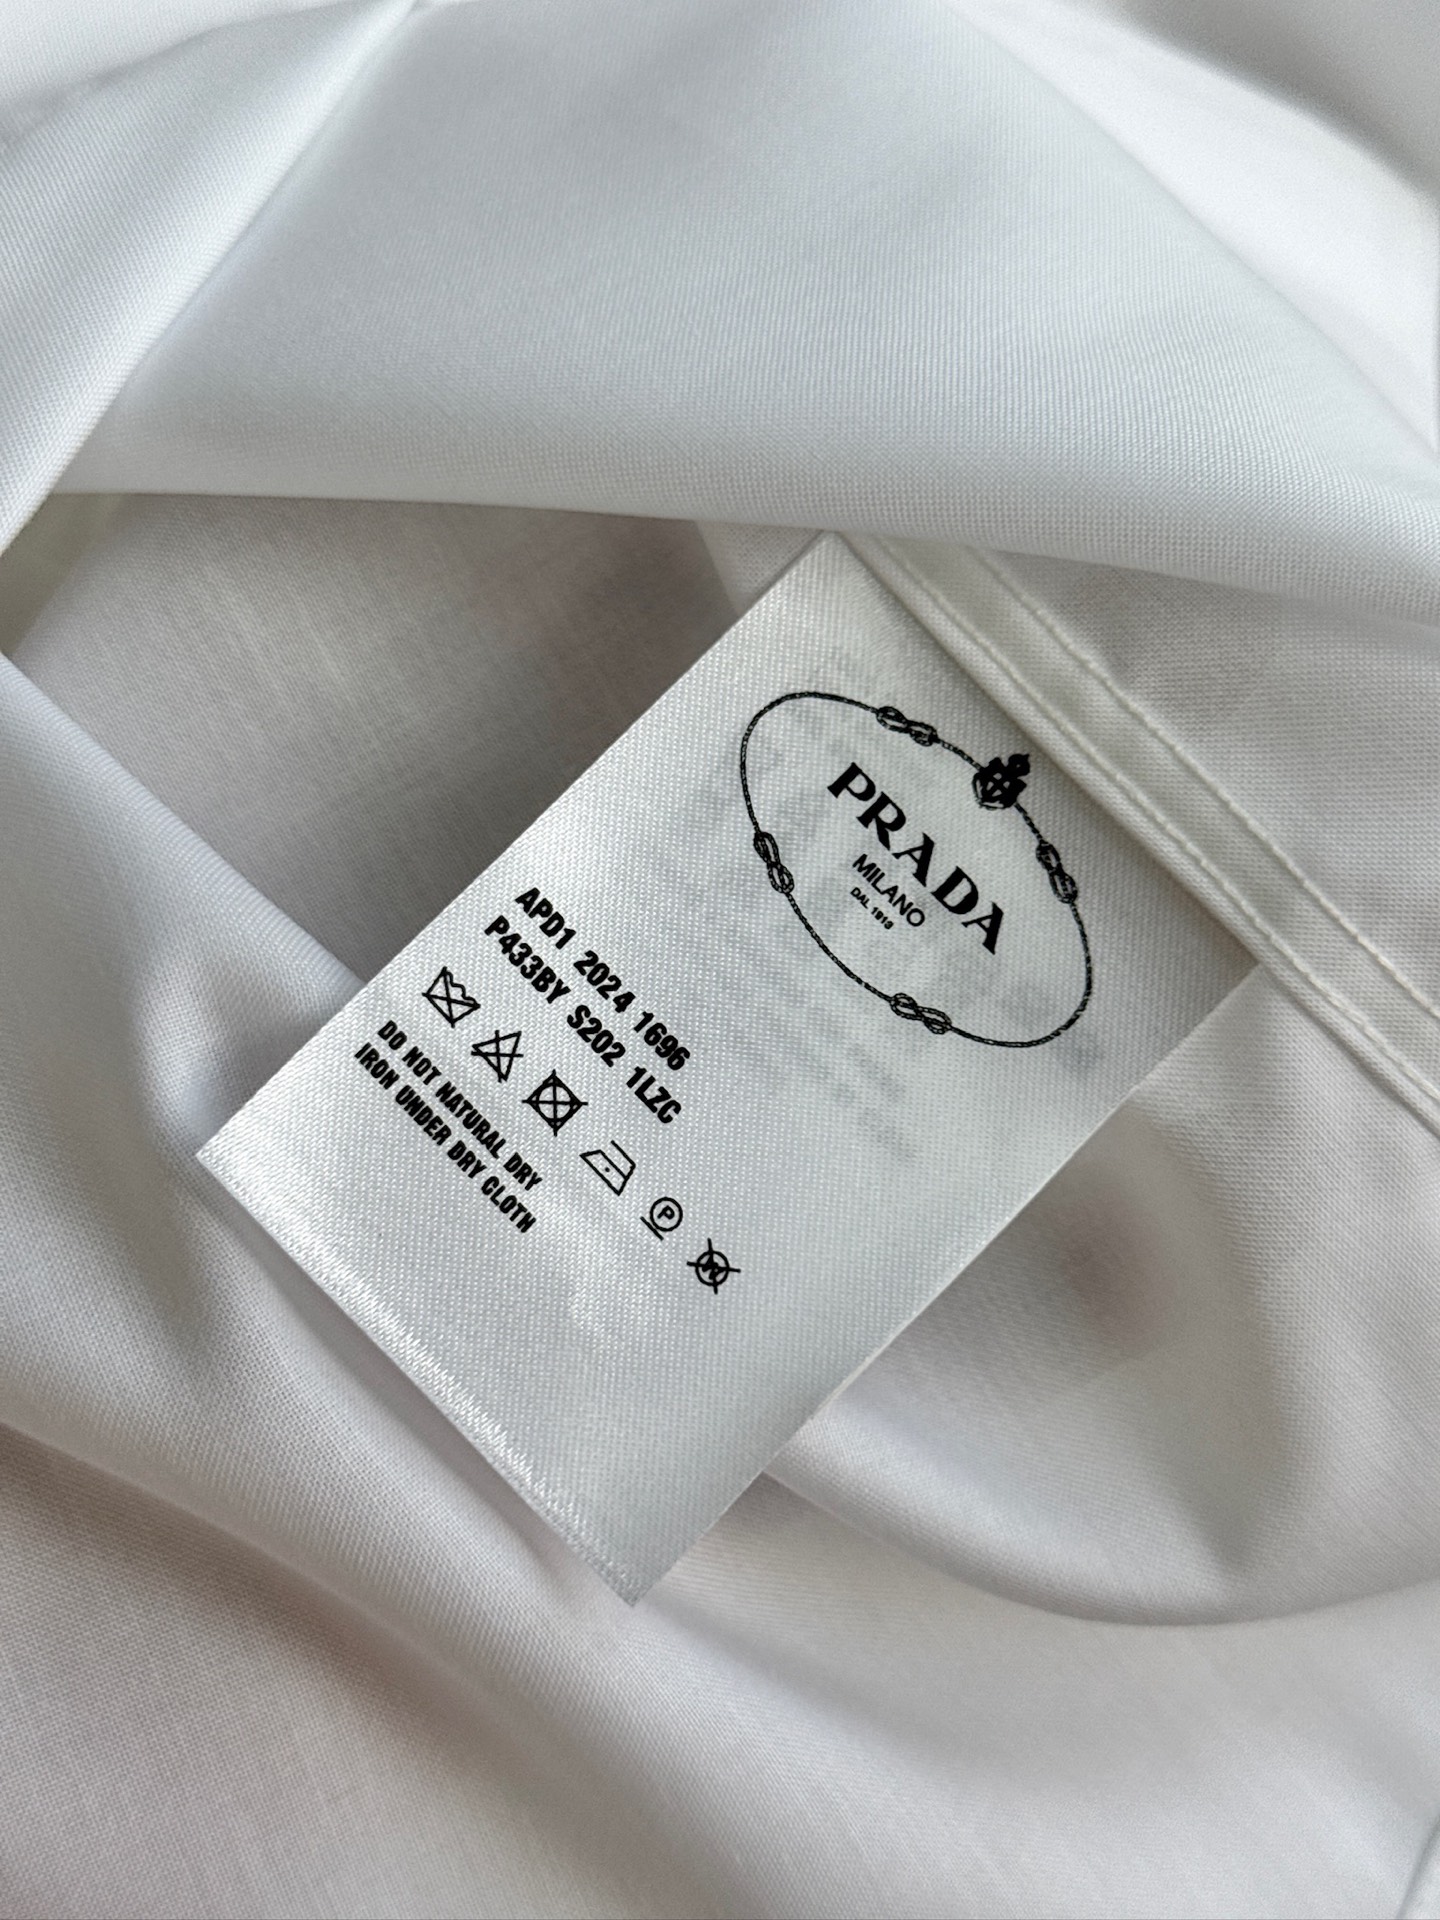 PRADA
MILANO
DAL 1913
APD1 2024 1696
P433BY S202 1LZC
P
W
DO NOT NATURAL DRY
IRON UNDER DRY CLOTH